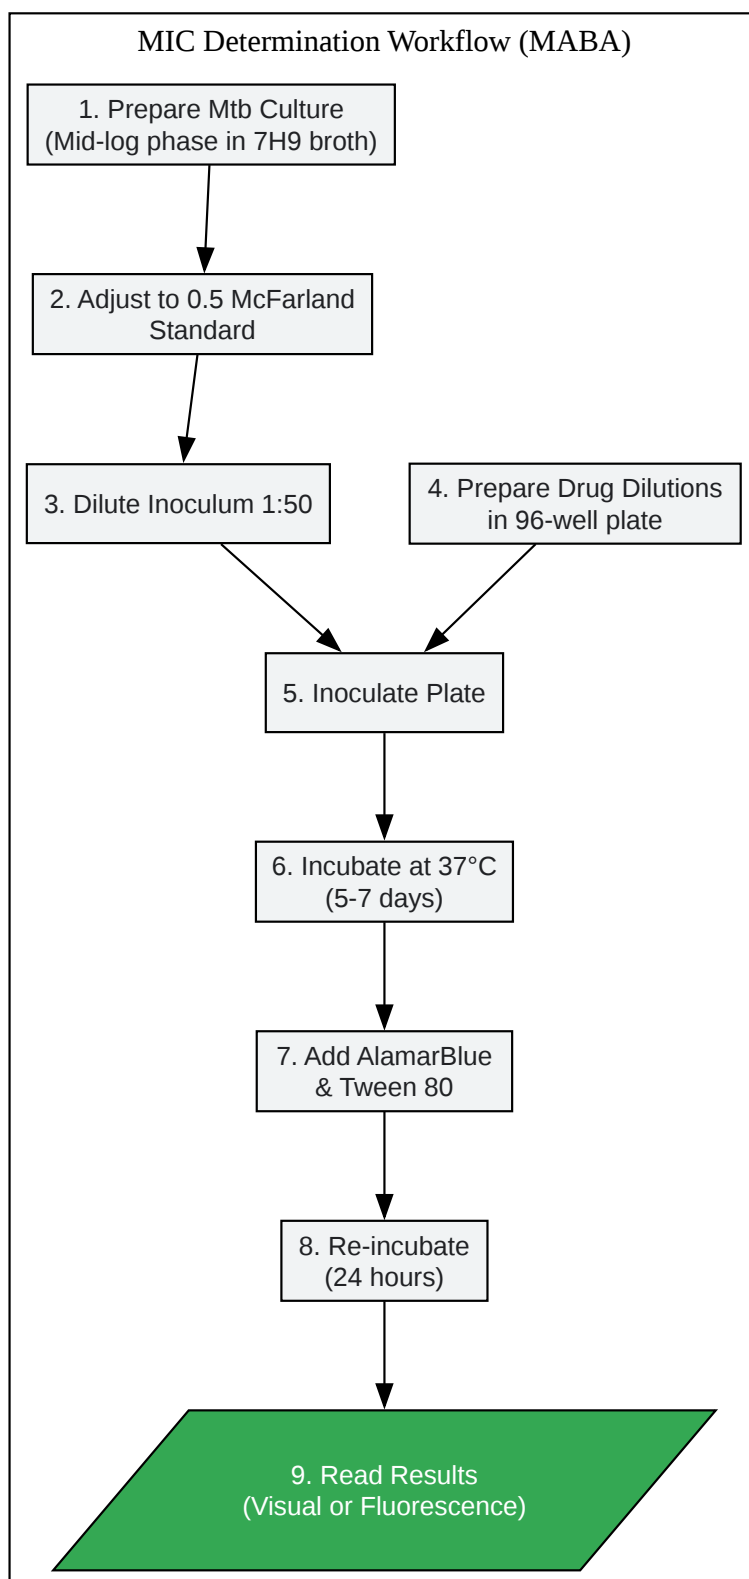 MIC Determination Workflow (MABA)
1. Prepare Mtb Culture
(Mid-log phase in 7H9 broth)
2. Adjust to 0.5 McFarland
Standard
3. Dilute Inoculum 1:50
4. Prepare Drug Dilutions
in 96-well plate
5. Inoculate Plate
6. Incubate at 37°C
(5-7 days)
7. Add AlamarBlue
& Tween 80
8. Re-incubate
(24 hours)
9. Read Results
(Visual or Fluorescence)